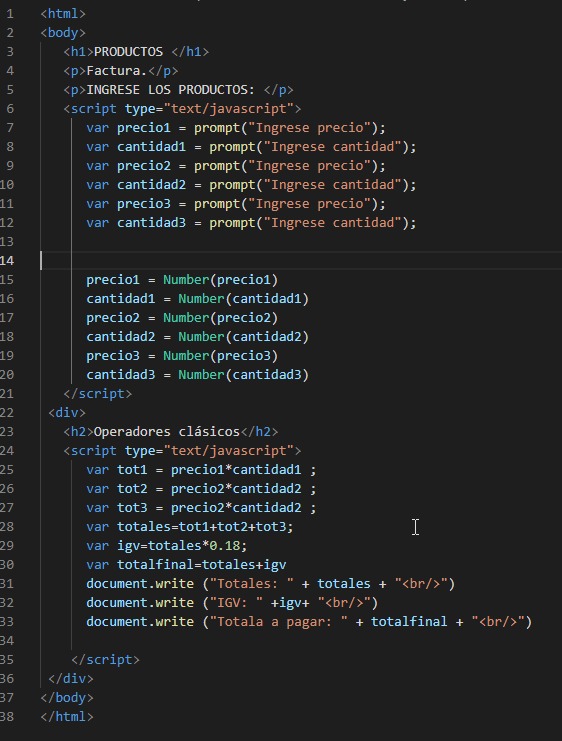 1 <html>
2 <body>
3 <h1>PRODUCTOS </h1>
4 <p>Factura.</p>
5 <p>INGRESE LOS PRODUCTOS: </p>
6 <script type="text/javascript">
7 var precio1 = prompt("Ingrese precio");
8 var cantidad1 = prompt("Ingrese cantidad");
9 var precio2 = prompt("Ingrese precio");
10 var cantidad2 = prompt("Ingrese cantidad");
11 var precio3 = prompt("Ingrese precio");
12 var cantidad3 = prompt("Ingrese cantidad");
13
14
15 precio1 = Number(precio1)
16 cantidad1 = Number(cantidad1)
17 precio2 = Number(precio2)
18 cantidad2 = Number(cantidad2)
19 precio3 = Number(precio3)
20 cantidad3 = Number(cantidad3)
21 </script>
22 <div>
23 <h2>Operadores clásicos</h2>
24 <script type="text/javascript">
25 var tot1 = precio1*cantidad1 ;
26 var tot2 = precio2*cantidad2 ;
27 var tot3 = precio2*cantidad2 ;
28 var totales=tot1+tot2+tot3;
29 var igv=totales*0.18;
30 var totalfinal=totales+igv
31 document.write ("Totales: " + totales + "<br/>")
32 document.write ("IGV: " +igv+ "<br/>")
33 document.write ("Totala a pagar: " + totalfinal + "<br/>")
34
35 </script>
36 </div>
37 </body>
38 </html>